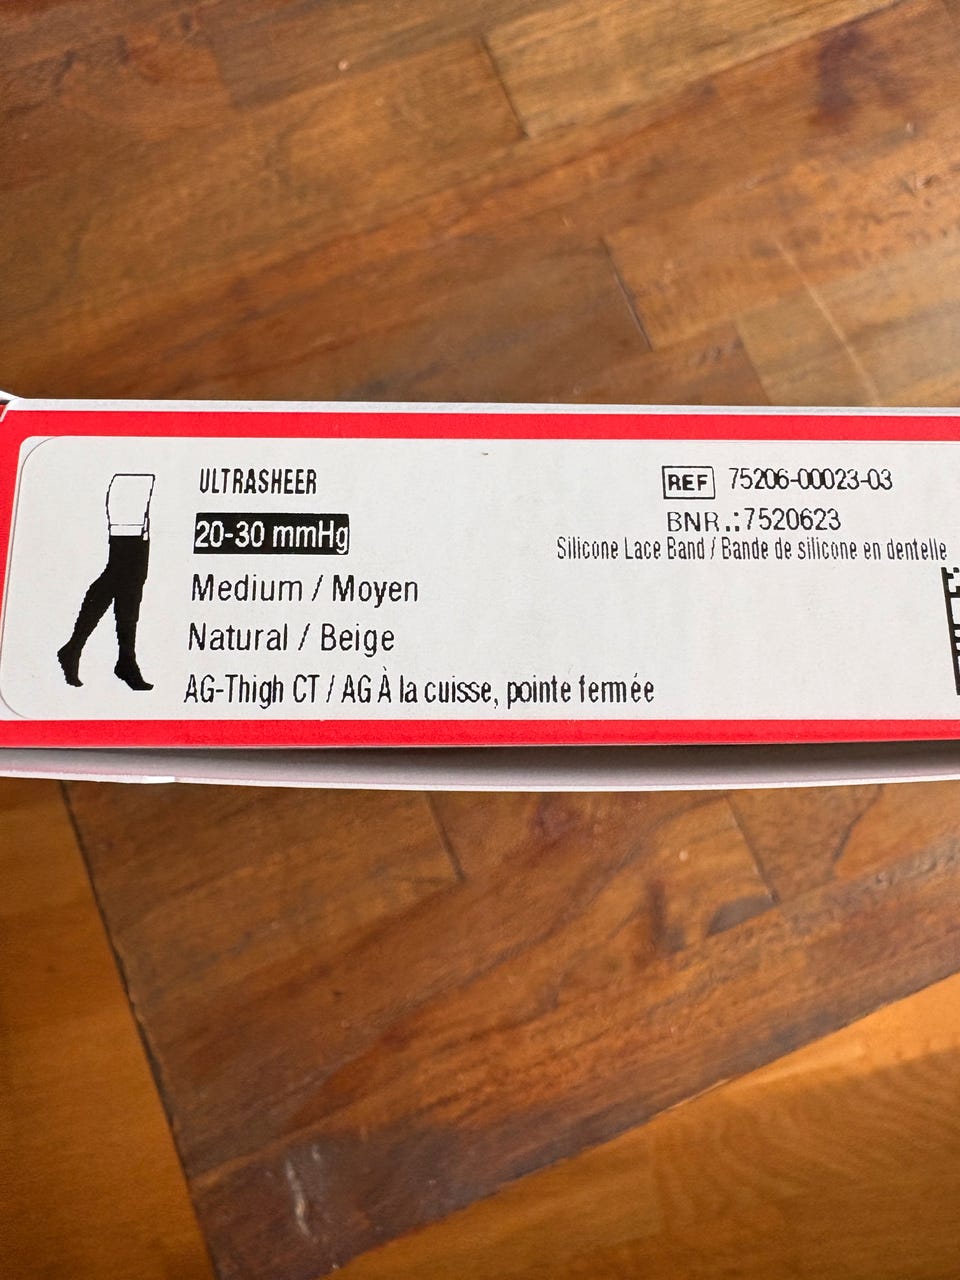 ULTRASHEER
20-30 mmHg
Medium / Moyen
Natural / Beige
AG-Thigh CT / AG À la cuisse, pointe fermée
REF 75206-00023-03
BNR.:7520623
Silicone Lace Band / Bande de silicone en dentelle